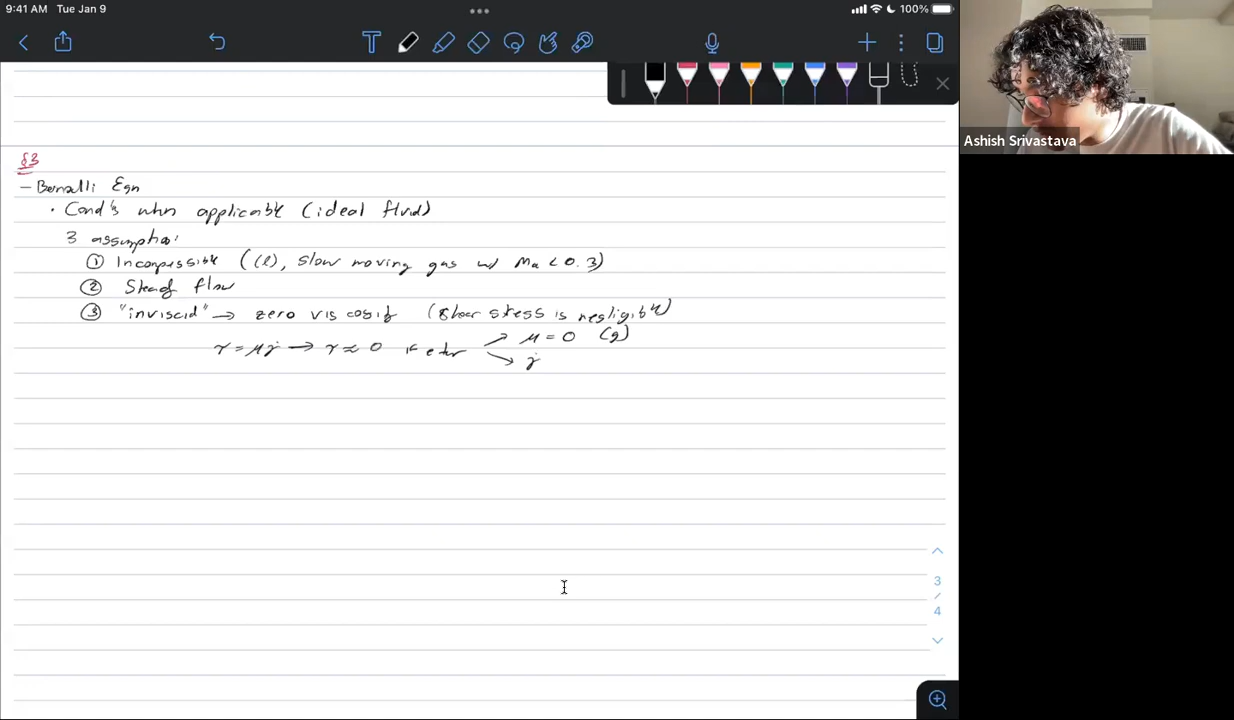 9:41 AM Tue Jan 9
100%
Ashish Srivastava
§3
- Bernoulli Eqn
• Cond's when applicable (ideal fluid)
3 assumption:
① Incompressible ((l), slow moving gas w/ Ma < 0.3)
② Steady flow
③ "inviscid" → zero viscosity (shear stress is negligible)
τ = μγ̇ → τ ≈ 0 if either → μ = 0 (g)
→ γ̇
3
/
4